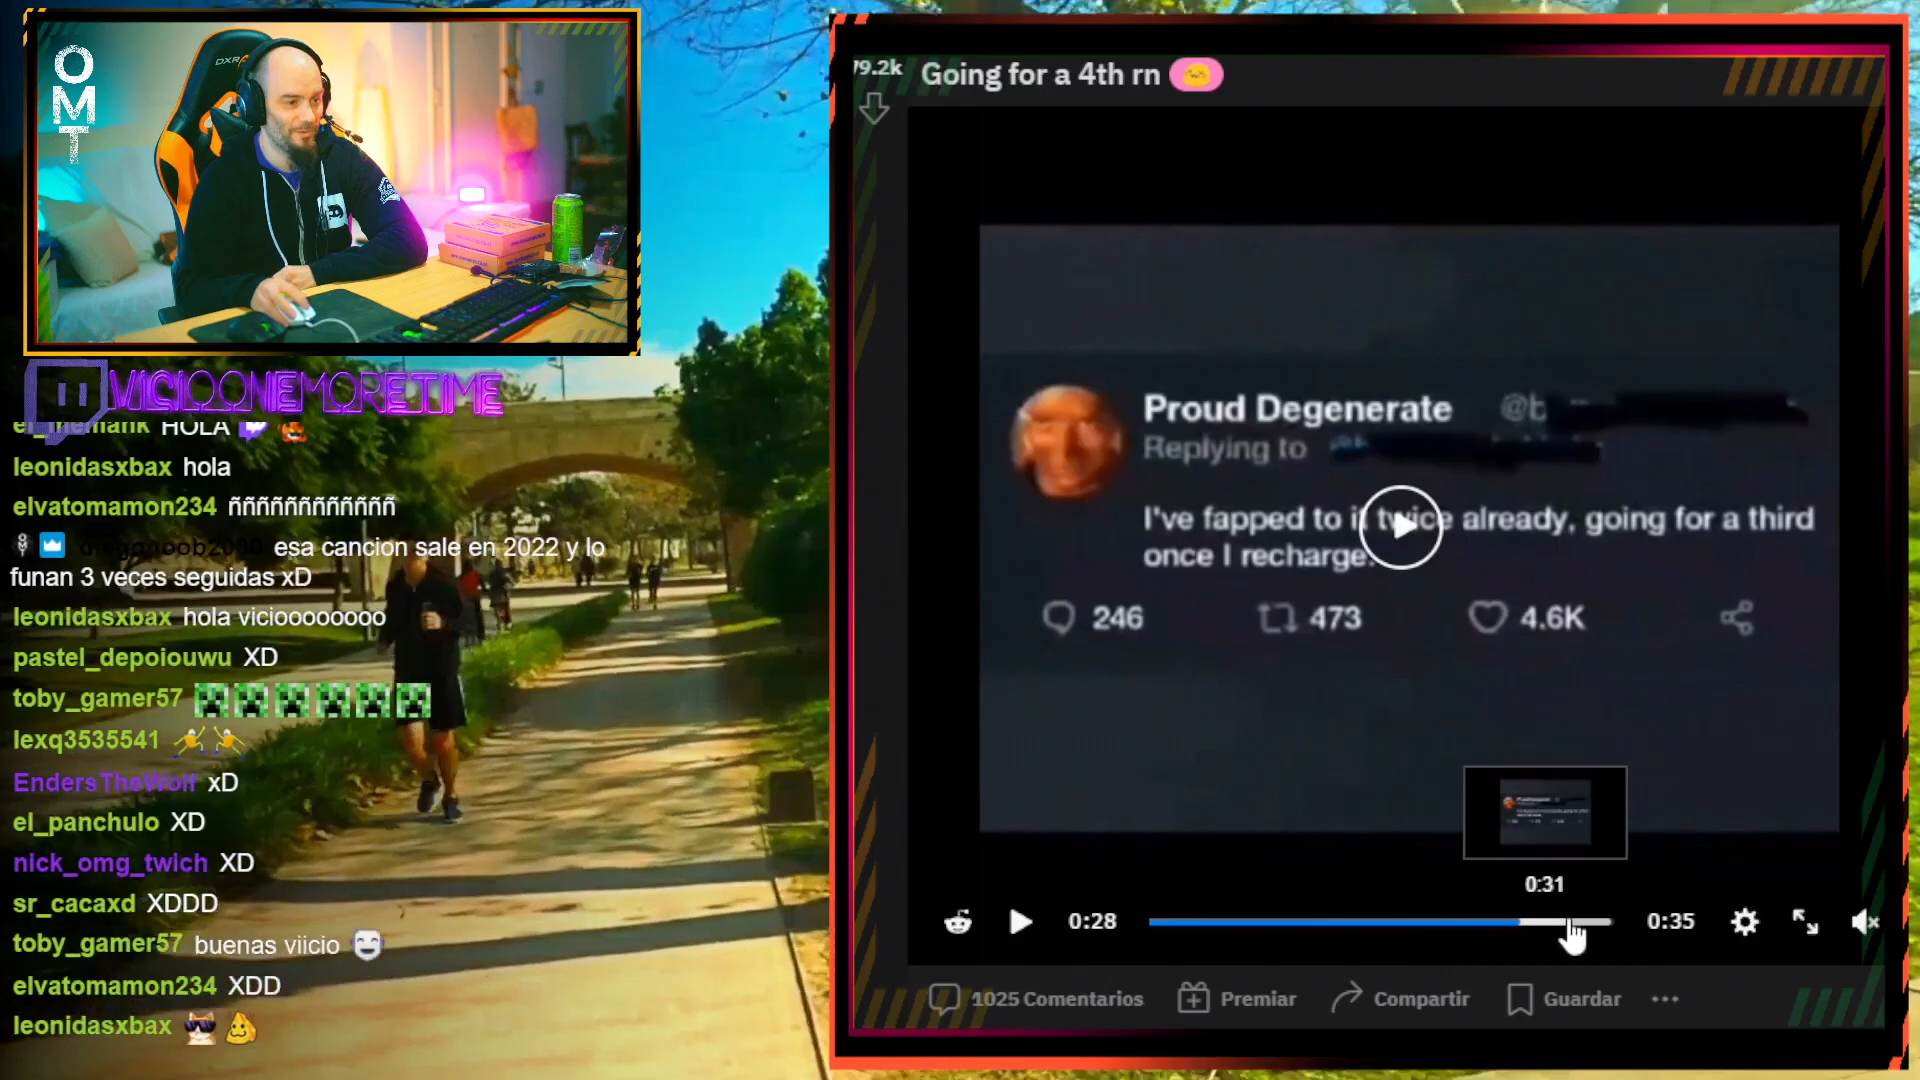 OMT
DXR
VICIOONEMORETIME
HOLA
leonidasxbax hola
elvatomamon234 ññññññññññññ
esa cancion sale en 2022 y lo
funan 3 veces seguidas xD
leonidasxbax hola vicioooooooo
pastel_depoiouwu XD
toby_gamer57
lexq3535541
EndersTheWolf xD
el_panchulo XD
nick_omg_twich XD
sr_cacaxd XDDD
toby_gamer57 buenas viicio
elvatomamon234 XDD
leonidasxbax
79.2k
Going for a 4th rn
Proud Degenerate
Replying to
I've fapped to it twice already, going for a third
once I recharge.
246 473 4.6K
0:31
0:28 0:35
1025 Comentarios Premiar Compartir Guardar